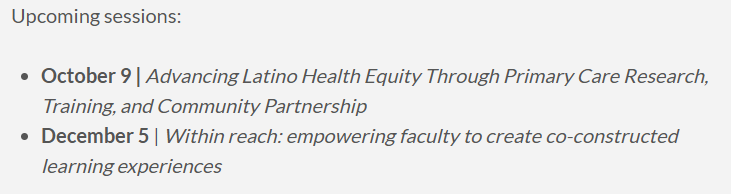 Upcoming sessions:
• October 9 | Advancing Latino Health Equity Through Primary Care Research,
Training, and Community Partnership
• December 5 | Within reach: empowering faculty to create co-constructed
learning experiences